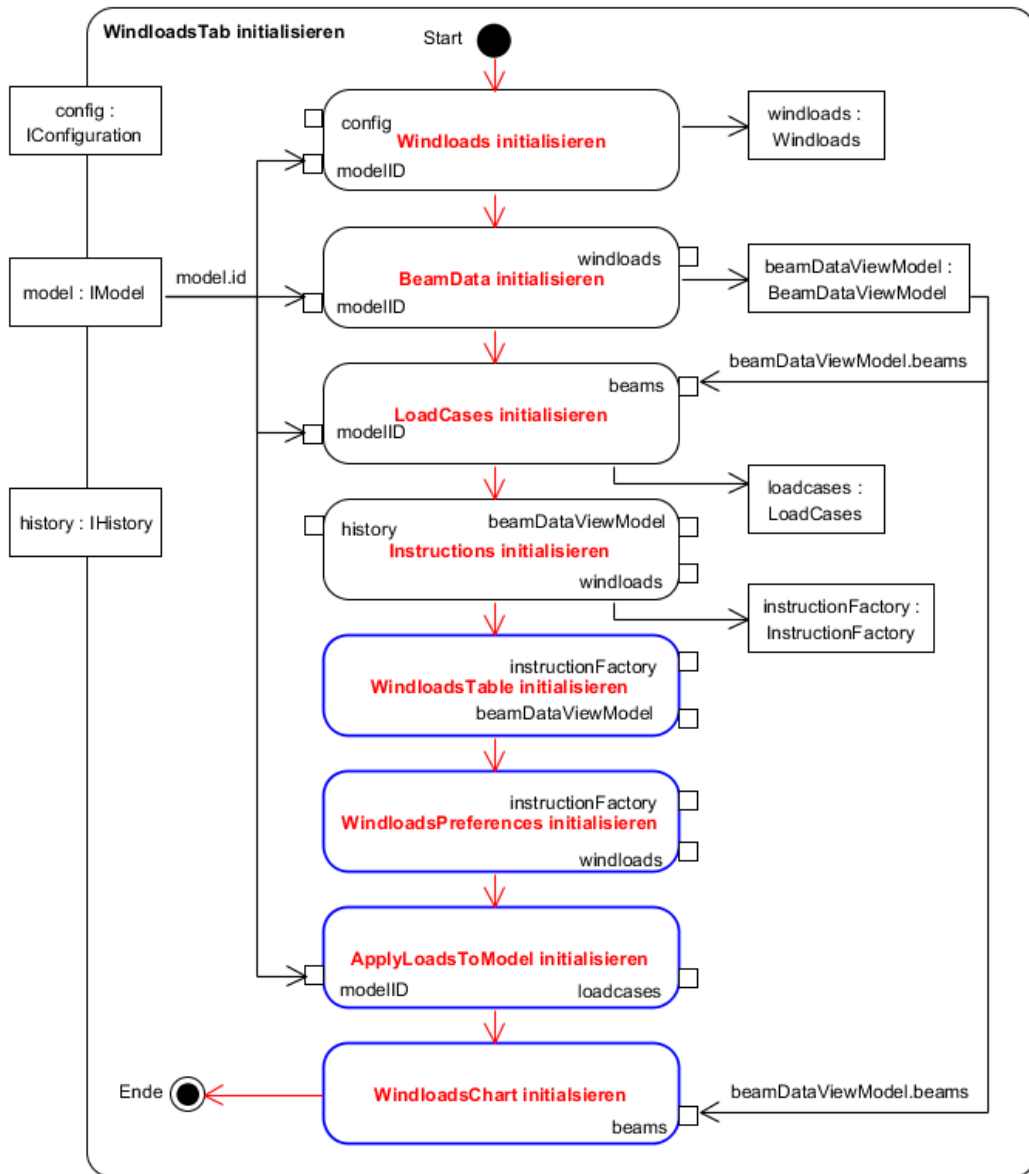 WindloadsTab initialisieren
Start
config :
IConfiguration
config
Windloads initialisieren
modelID
windloads :
Windloads
model : IModel
model.id
windloads
BeamData initialisieren
modelID
beamDataViewModel :
BeamDataViewModel
beamDataViewModel.beams
beams
LoadCases initialisieren
modelID
loadcases :
LoadCases
history : IHistory
history
beamDataViewModel
Instructions initialisieren
windloads
instructionFactory :
InstructionFactory
instructionFactory
WindloadsTable initialisieren
beamDataViewModel
instructionFactory
WindloadsPreferences initialisieren
windloads
ApplyLoadsToModel initialisieren
modelID
loadcases
Ende
WindloadsChart initialsieren
beams
beamDataViewModel.beams